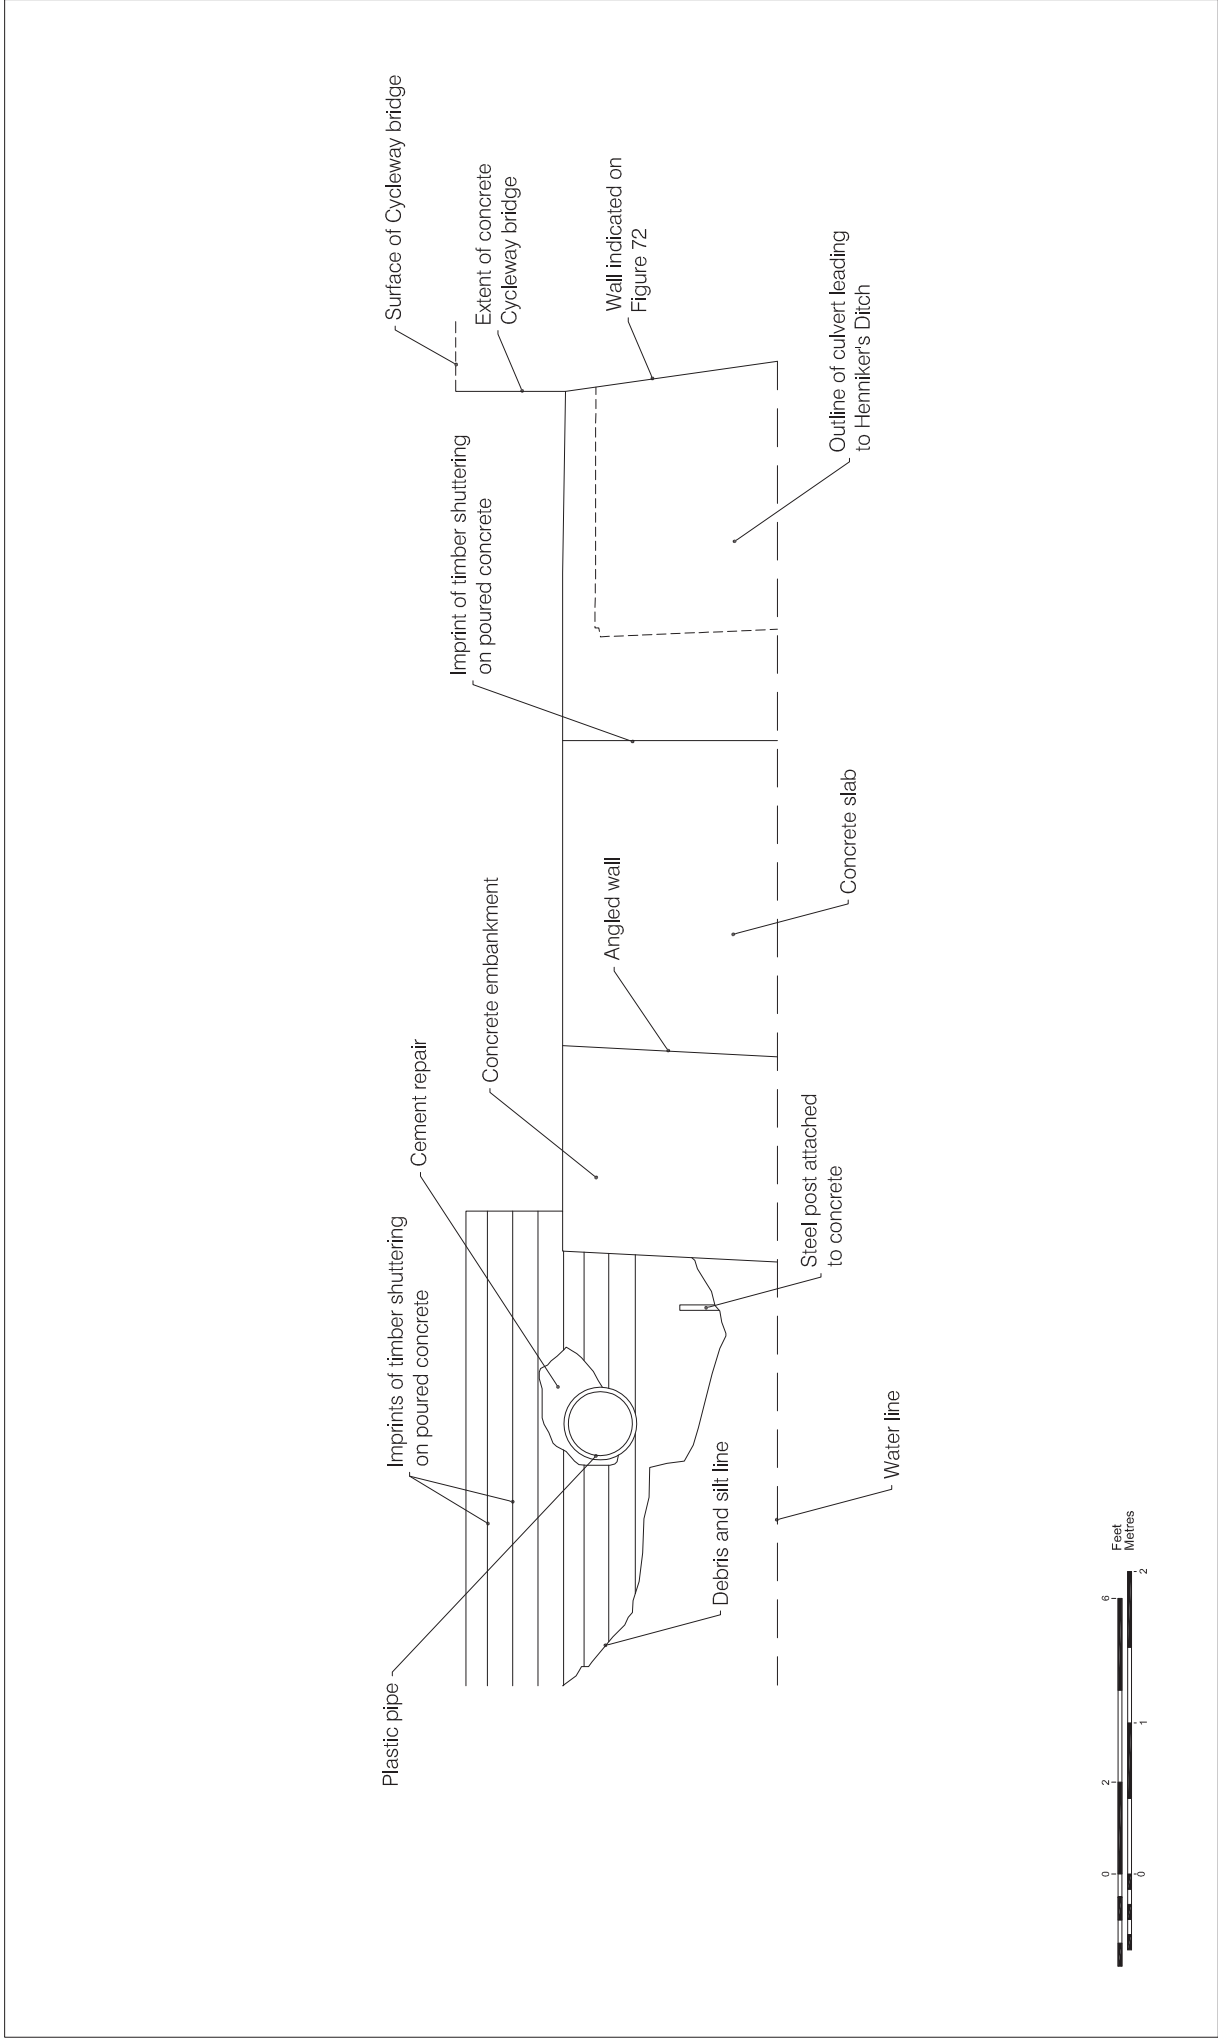 Plastic pipe
Imprints of timber shuttering
on poured concrete
Cement repair
Concrete embankment
Imprint of timber shuttering
on poured concrete
Surface of Cycleway bridge
Extent of concrete
Cycleway bridge
Angled wall
Wall indicated on
Figure 72
Debris and silt line
Steel post attached
to concrete
Concrete slab
Outline of culvert leading
to Henniker's Ditch
Water line
0 2 6 Feet
Metres
0 1 2